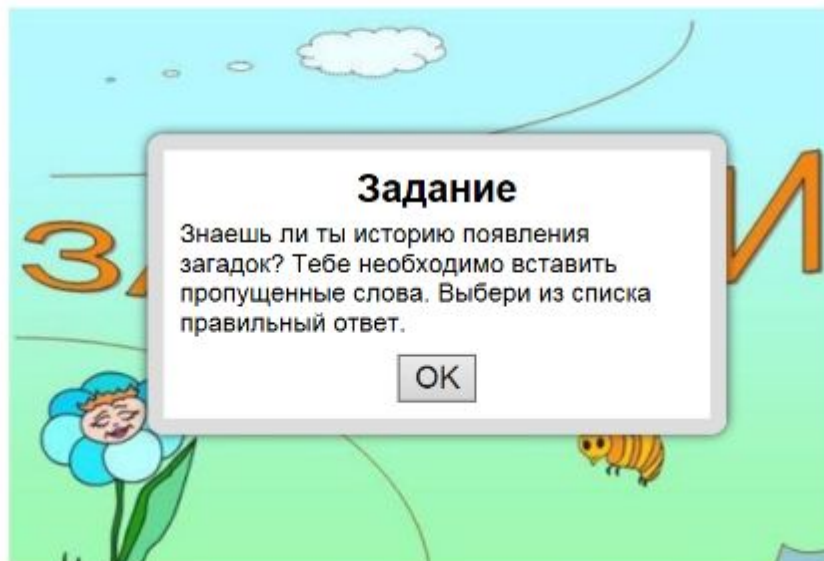 Задание
Знаешь ли ты историю появления
загадок? Тебе необходимо вставить
пропущенные слова. Выбери из списка
правильный ответ.
OK